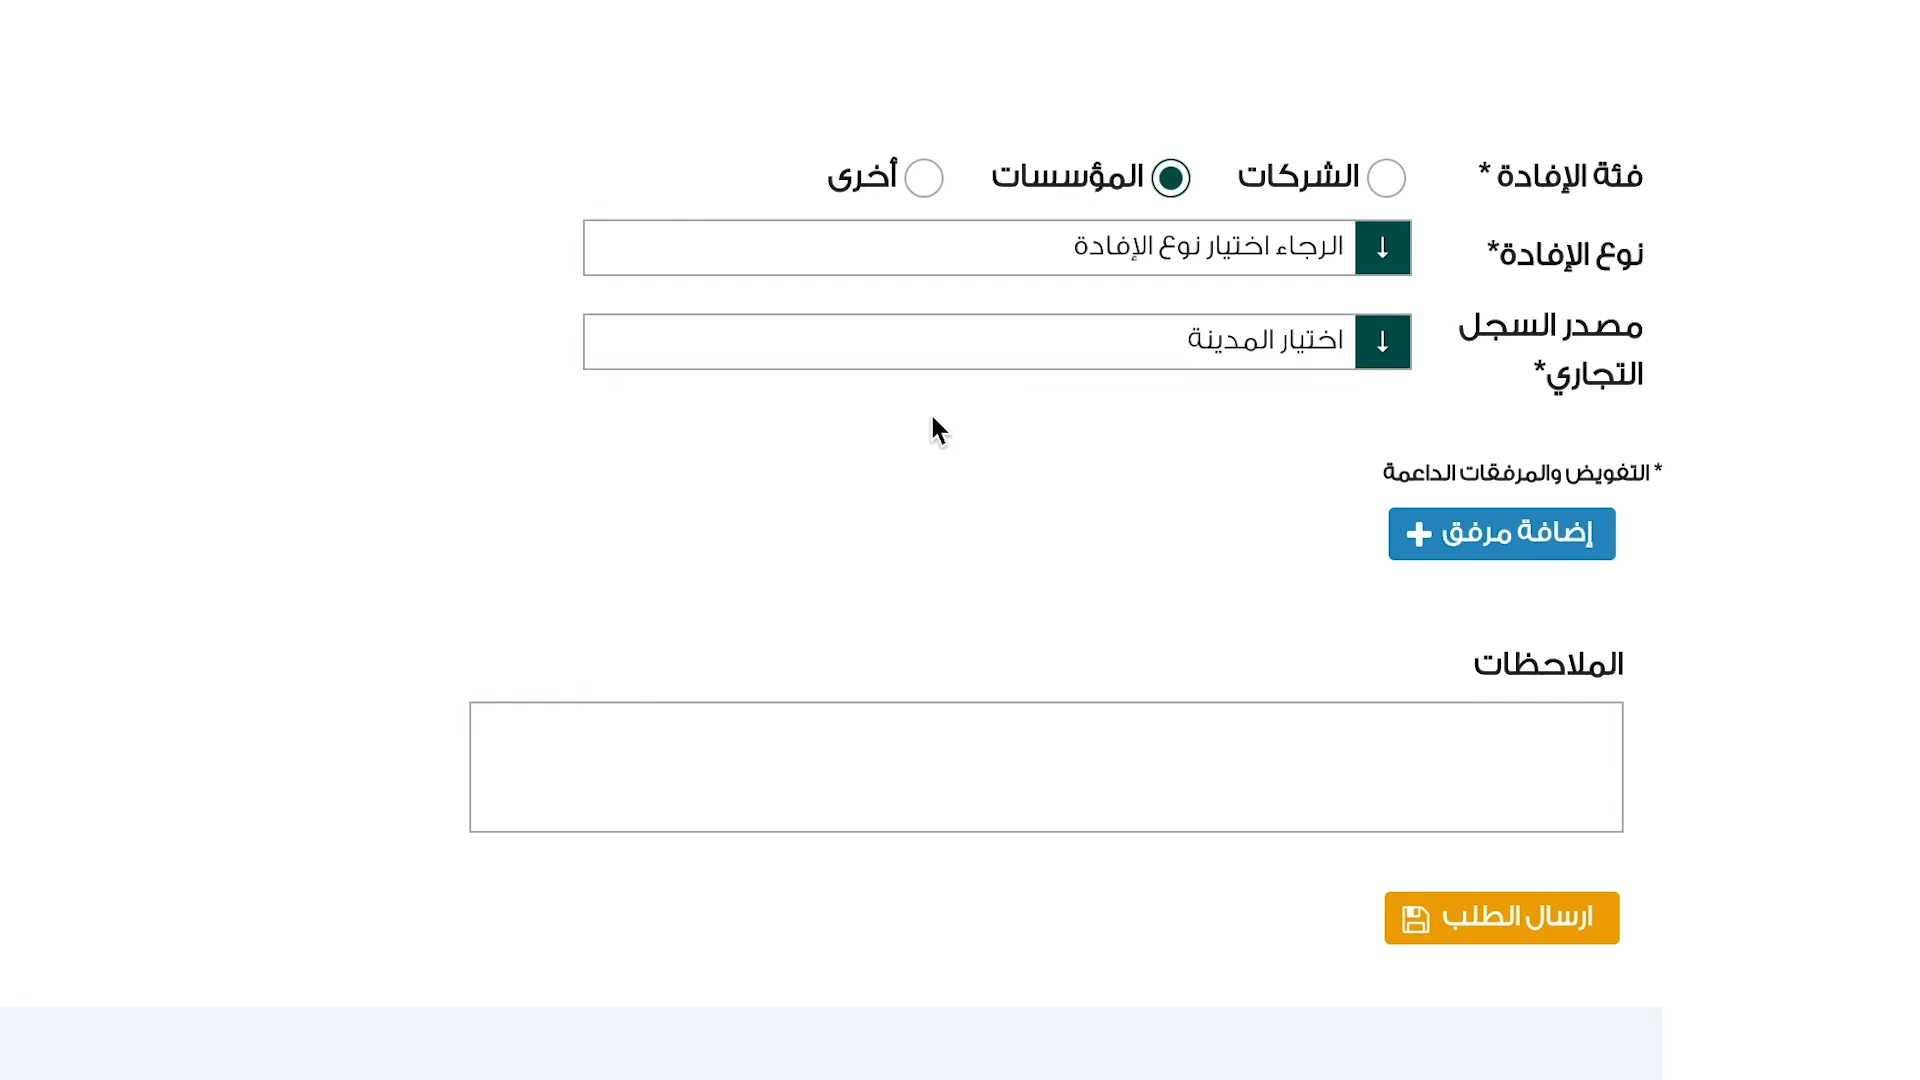 فئة الإفادة * الشركات المؤسسات أخرى
نوع الإفادة* الرجاء اختيار نوع الإفادة
مصدر السجل
التجاري*
اختيار المدينة
* التفويض والمرفقات الداعمة
إضافة مرفق
الملاحظات
ارسال الطلب